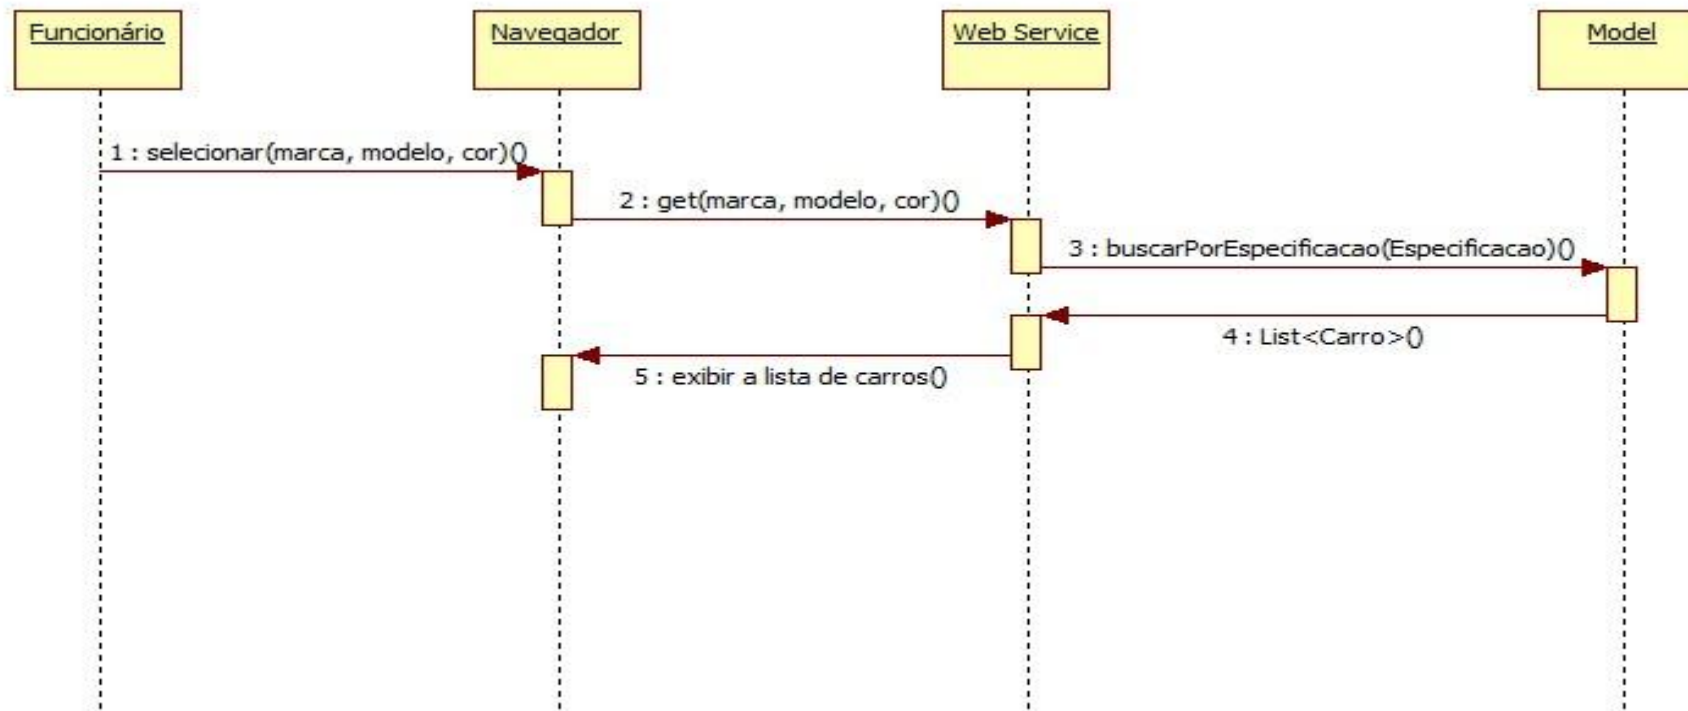 Funcionário
Navegador
Web Service
Model
1 : selecionar(marca, modelo, cor)()
2 : get(marca, modelo, cor)()
3 : buscarPorEspecificacao(Especificacao)()
4 : List<Carro>()
5 : exibir a lista de carros()